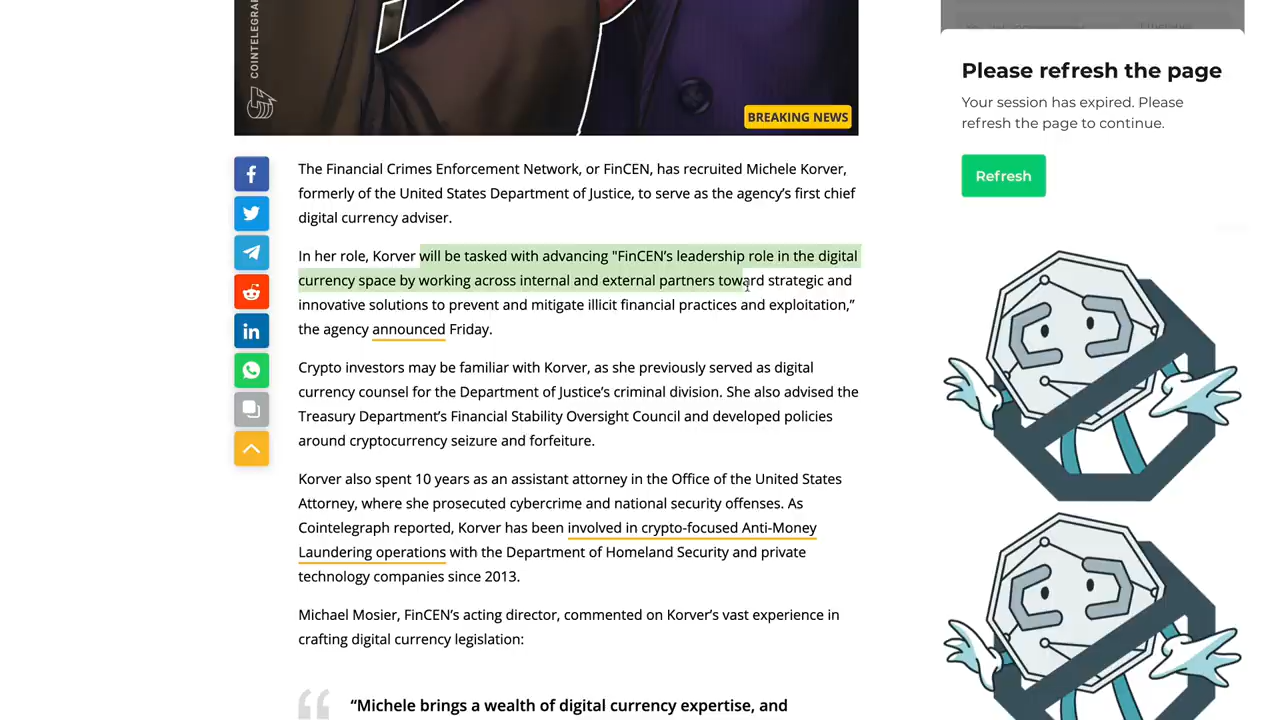 COINTELEGRA
BREAKING NEWS
Please refresh the page
Your session has expired. Please
refresh the page to continue.
Refresh
The Financial Crimes Enforcement Network, or FinCEN, has recruited Michele Korver,
formerly of the United States Department of Justice, to serve as the agency’s first chief
digital currency adviser.
In her role, Korver will be tasked with advancing "FinCEN’s leadership role in the digital
currency space by working across internal and external partners toward strategic and
innovative solutions to prevent and mitigate illicit financial practices and exploitation,”
the agency announced Friday.
Crypto investors may be familiar with Korver, as she previously served as digital
currency counsel for the Department of Justice’s criminal division. She also advised the
Treasury Department’s Financial Stability Oversight Council and developed policies
around cryptocurrency seizure and forfeiture.
Korver also spent 10 years as an assistant attorney in the Office of the United States
Attorney, where she prosecuted cybercrime and national security offenses. As
Cointelegraph reported, Korver has been involved in crypto-focused Anti-Money
Laundering operations with the Department of Homeland Security and private
technology companies since 2013.
Michael Mosier, FinCEN’s acting director, commented on Korver’s vast experience in
crafting digital currency legislation:
“Michele brings a wealth of digital currency expertise, and